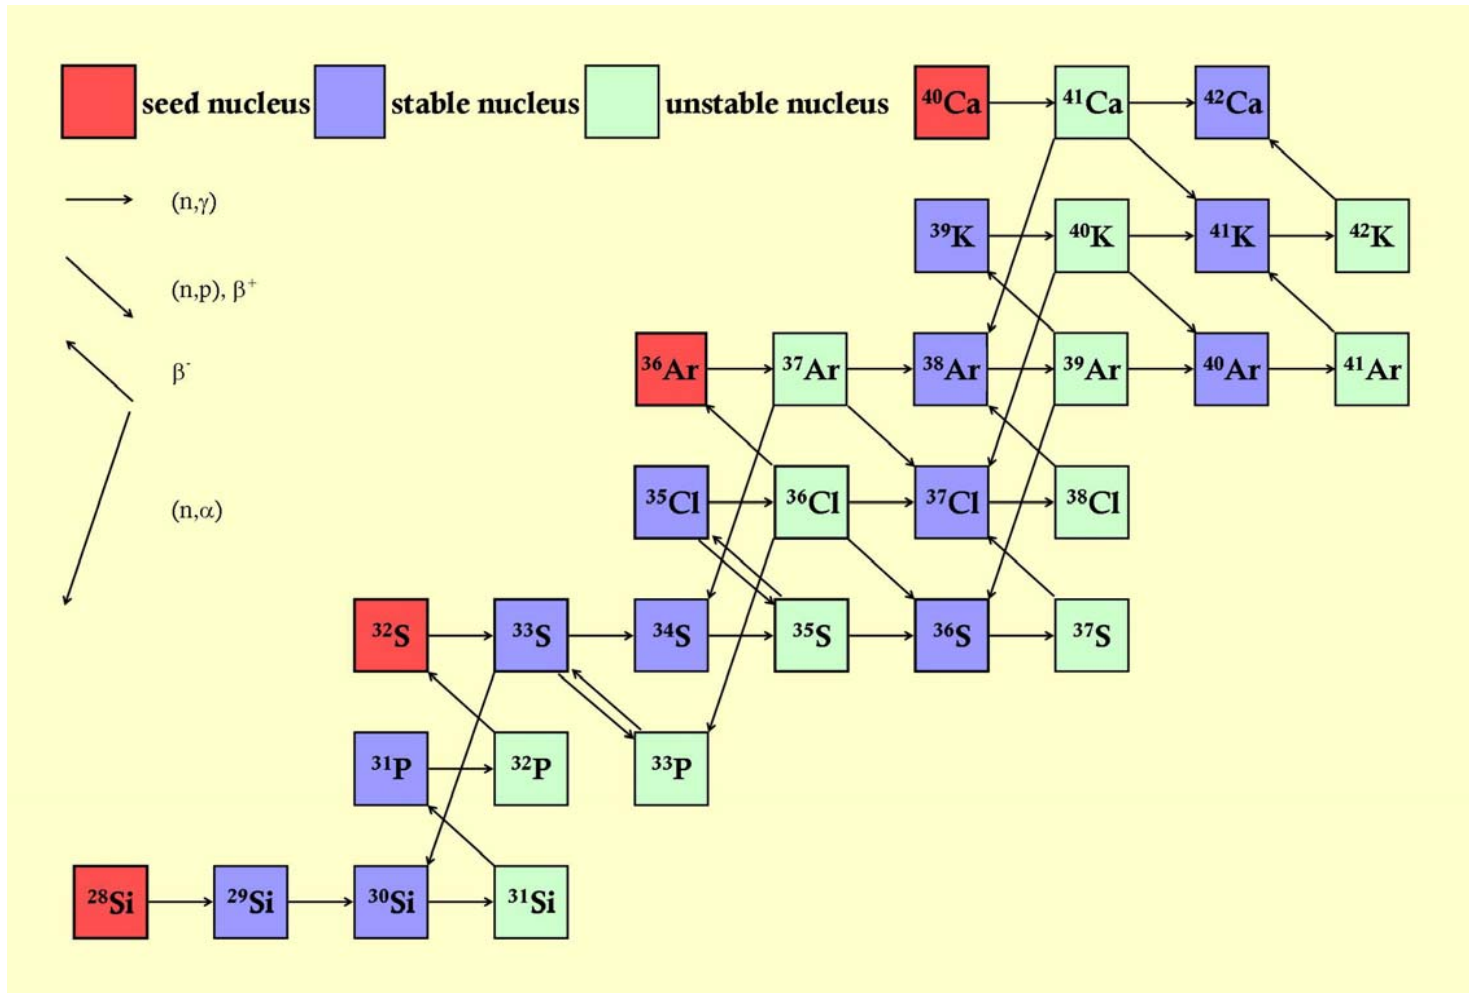 seed nucleus stable nucleus unstable nucleus ⁴⁰Ca ⁴¹Ca ⁴²Ca
(n,γ)
³⁹K ⁴⁰K ⁴¹K ⁴²K
(n,p), β⁺
β⁻
³⁶Ar ³⁷Ar ³⁸Ar ³⁹Ar ⁴⁰Ar ⁴¹Ar
(n,α)
³⁵Cl ³⁶Cl ³⁷Cl ³⁸Cl
³²S ³³S ³⁴S ³⁵S ³⁶S ³⁷S
³¹P ³²P ³³P
²⁸Si ²⁹Si ³⁰Si ³¹Si